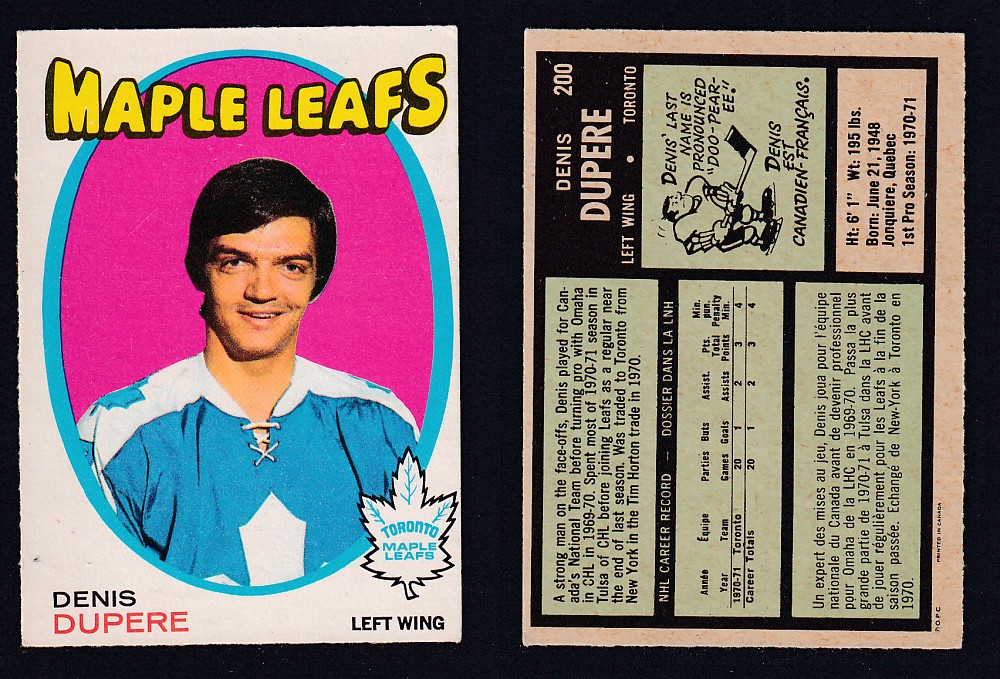 MAPLE LEAFS
TORONTO
MAPLE
LEAFS
DENIS
DUPERE
LEFT WING
200
DENIS
DUPERE
LEFT WING • TORONTO
"DENIS' LAST
NAME IS
PRONOUNCED
"DOO-PEAR-
EE"."
DENIS
EST
CANADIEN-FRANÇAIS.
Ht: 6' 1" Wt: 195 lbs.
Born: June 21, 1948
Jonquiere, Quebec
1st Pro Season: 1970-71
A strong man on the face-offs, Denis played for Can-
ada's National Team before turning pro with Omaha
in CHL in 1969-70. Spent most of 1970-71 season in
Tulsa of CHL before joining Leafs as a regular near
the end of last season. Was traded to Toronto from
New York in the Tim Horton trade in 1970.
NHL CAREER RECORD — DOSSIER DANS LA LNH
Année Équipe Parties Buts Assist. Pts. Min. pun.
Year Team Games Goals Assists Total Points Penalty Min.
1970-71 Toronto 20 1 2 3 4
Career Totals 20 1 2 3 4
Un expert des mises au jeu, Denis joua pour l'équipe
nationale du Canada avant de devenir professionnel
pour Omaha de la LHC en 1969-70. Passa la plus
grande partie de 1970-71 à Tulsa dans la LHC avant
de jouer régulièrement pour les Leafs à la fin de la
saison passée. Echangé de New-York à Toronto en
1970.
© O.P.C. PRINTED IN CANADA